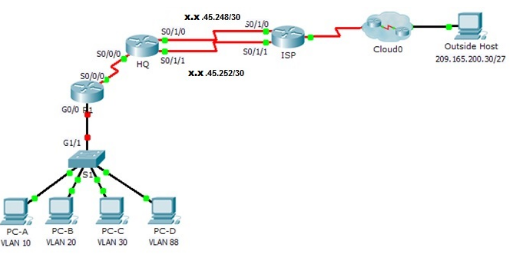 x.x .45.248/30
S0/1/0
S0/1/0
HQ
ISP
Cloud0
Outside Host
209.165.200.30/27
S0/0/0
S0/1/1
S0/1/1
x.x .45.252/30
S0/0/0
G0/0 R1
G1/1
S1
PC-A
VLAN 10
PC-B
VLAN 20
PC-C
VLAN 30
PC-D
VLAN 88